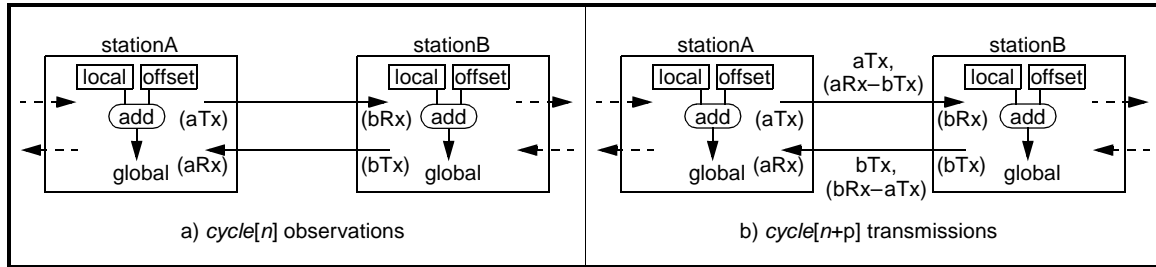 stationA stationB
local offset local offset
add (aTx) (bRx) add
global (aRx) (bTx) global
a) cycle[n] observations
stationA aTx, stationB
(aRx–bTx)
local offset local offset
add (aTx) (bRx) add
global (aRx) bTx, (bTx) global
(bRx–aTx)
b) cycle[n+p] transmissions